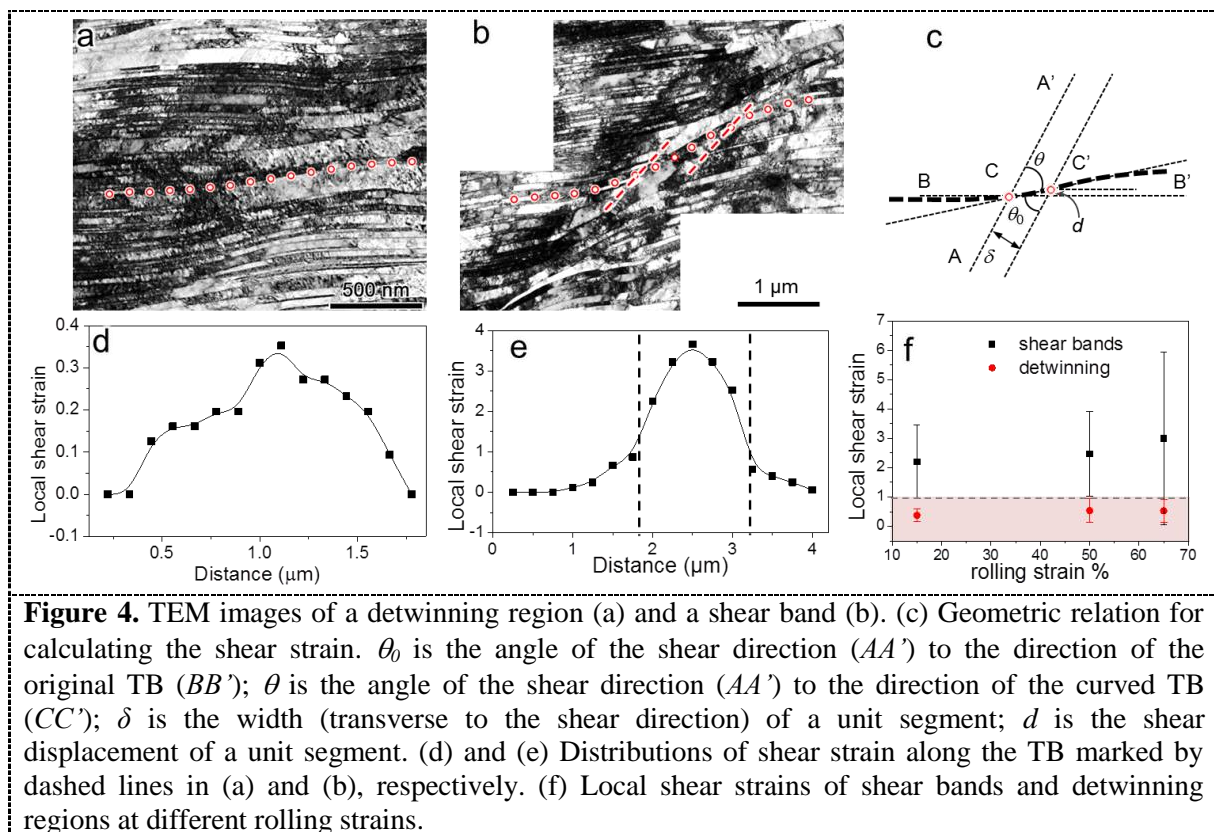 a
500 nm
b
1 µm
c
A'
θ
C'
B
C
B'
θ0
d
A
δ
d
0.4
0.3
0.2
0.1
0.0
-0.1
Local shear strain
0.5
1.0
1.5
Distance (µm)
e
4
3
2
1
0
-1
Local shear strain
0
1
2
3
4
Distance (µm)
f
shear bands
detwinning
7
6
5
4
3
2
1
0
Local shear strain
10
20
30
40
50
60
70
rolling strain %
Figure 4. TEM images of a detwinning region (a) and a shear band (b). (c) Geometric relation for
calculating the shear strain. θ0 is the angle of the shear direction (AA') to the direction of the
original TB (BB'); θ is the angle of the shear direction (AA') to the direction of the curved TB
(CC'); δ is the width (transverse to the shear direction) of a unit segment; d is the shear
displacement of a unit segment. (d) and (e) Distributions of shear strain along the TB marked by
dashed lines in (a) and (b), respectively. (f) Local shear strains of shear bands and detwinning
regions at different rolling strains.